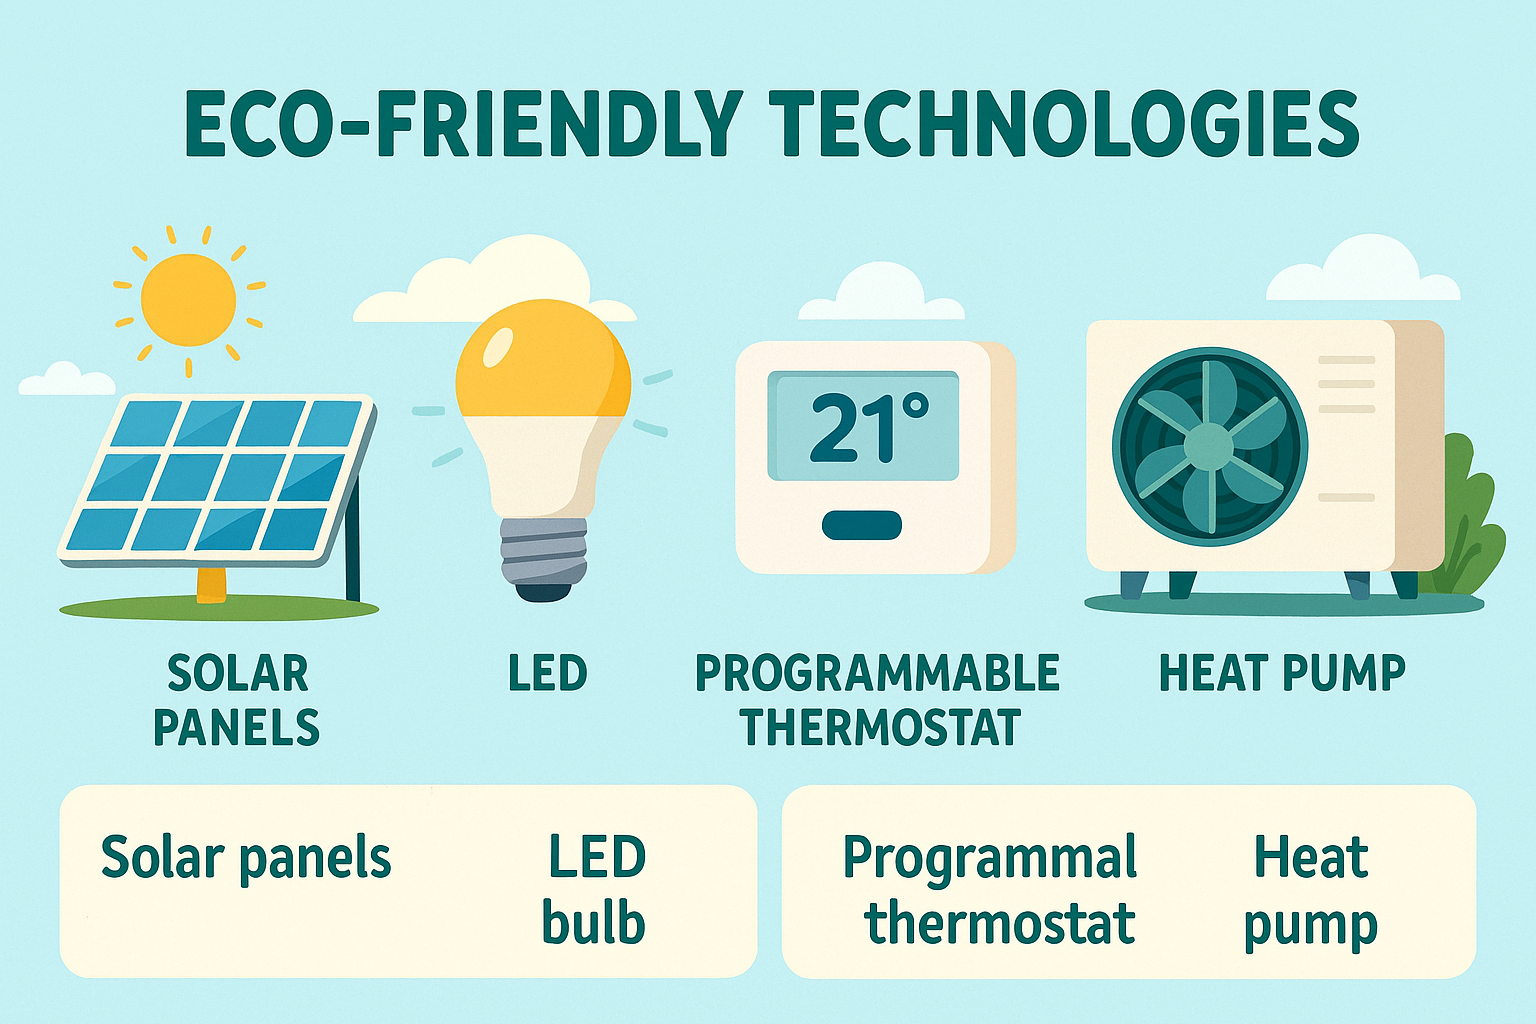 ECO-FRIENDLY TECHNOLOGIES
21°
SOLAR
PANELS
LED
PROGRAMMABLE
THERMOSTAT
HEAT PUMP
Solar panels
LED
bulb
Programmal
thermostat
Heat
pump